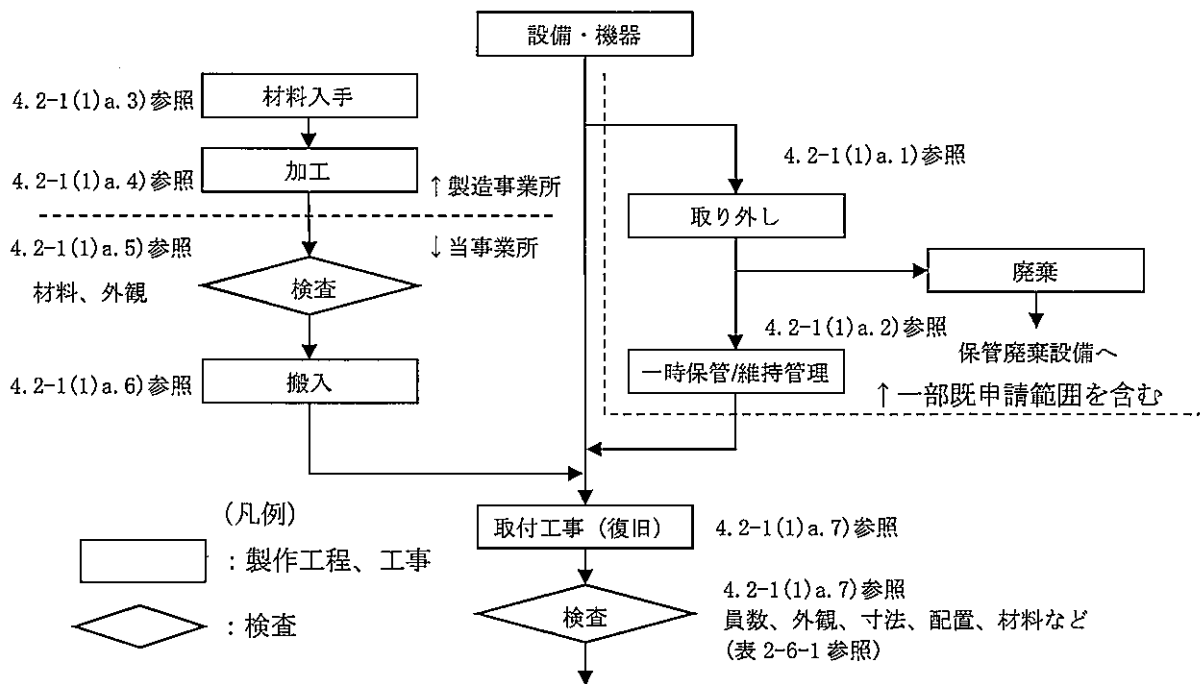 設備・機器
4.2-1(1)a.3)参照
材料入手
4.2-1(1)a.4)参照
加工
↑製造事業所
↓当事業所
4.2-1(1)a.5)参照
材料、外観
検査
4.2-1(1)a.6)参照
搬入
4.2-1(1)a.1)参照
取り外し
廃棄
保管廃棄設備へ
4.2-1(1)a.2)参照
一時保管/維持管理
↑一部既申請範囲を含む
取付工事（復旧）
4.2-1(1)a.7)参照
検査
4.2-1(1)a.7)参照
員数、外観、寸法、配置、材料など
(表 2-6-1 参照)
(凡例)
：製作工程、工事
：検査